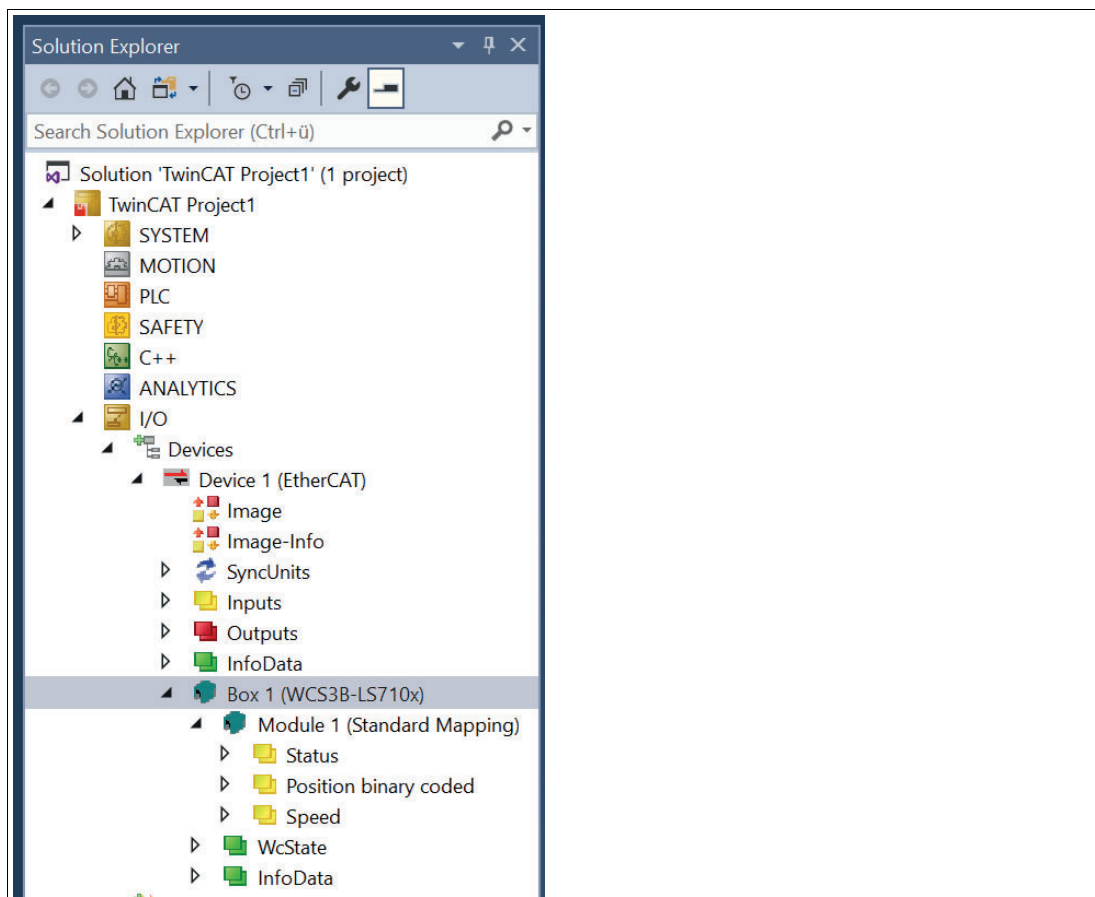 Solution Explorer
Search Solution Explorer (Ctrl+ü)
Solution 'TwinCAT Project1' (1 project)
TwinCAT Project1
SYSTEM
MOTION
PLC
SAFETY
C++
ANALYTICS
I/O
Devices
Device 1 (EtherCAT)
Image
Image-Info
SyncUnits
Inputs
Outputs
InfoData
Box 1 (WCS3B-LS710x)
Module 1 (Standard Mapping)
Status
Position binary coded
Speed
WcState
InfoData